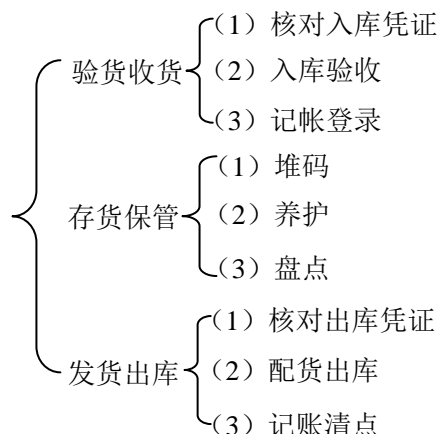 验货收货
（1）核对入库凭证
（2）入库验收
（3）记帐登录
存货保管
（1）堆码
（2）养护
（3）盘点
发货出库
（1）核对出库凭证
（2）配货出库
（3）记账清点